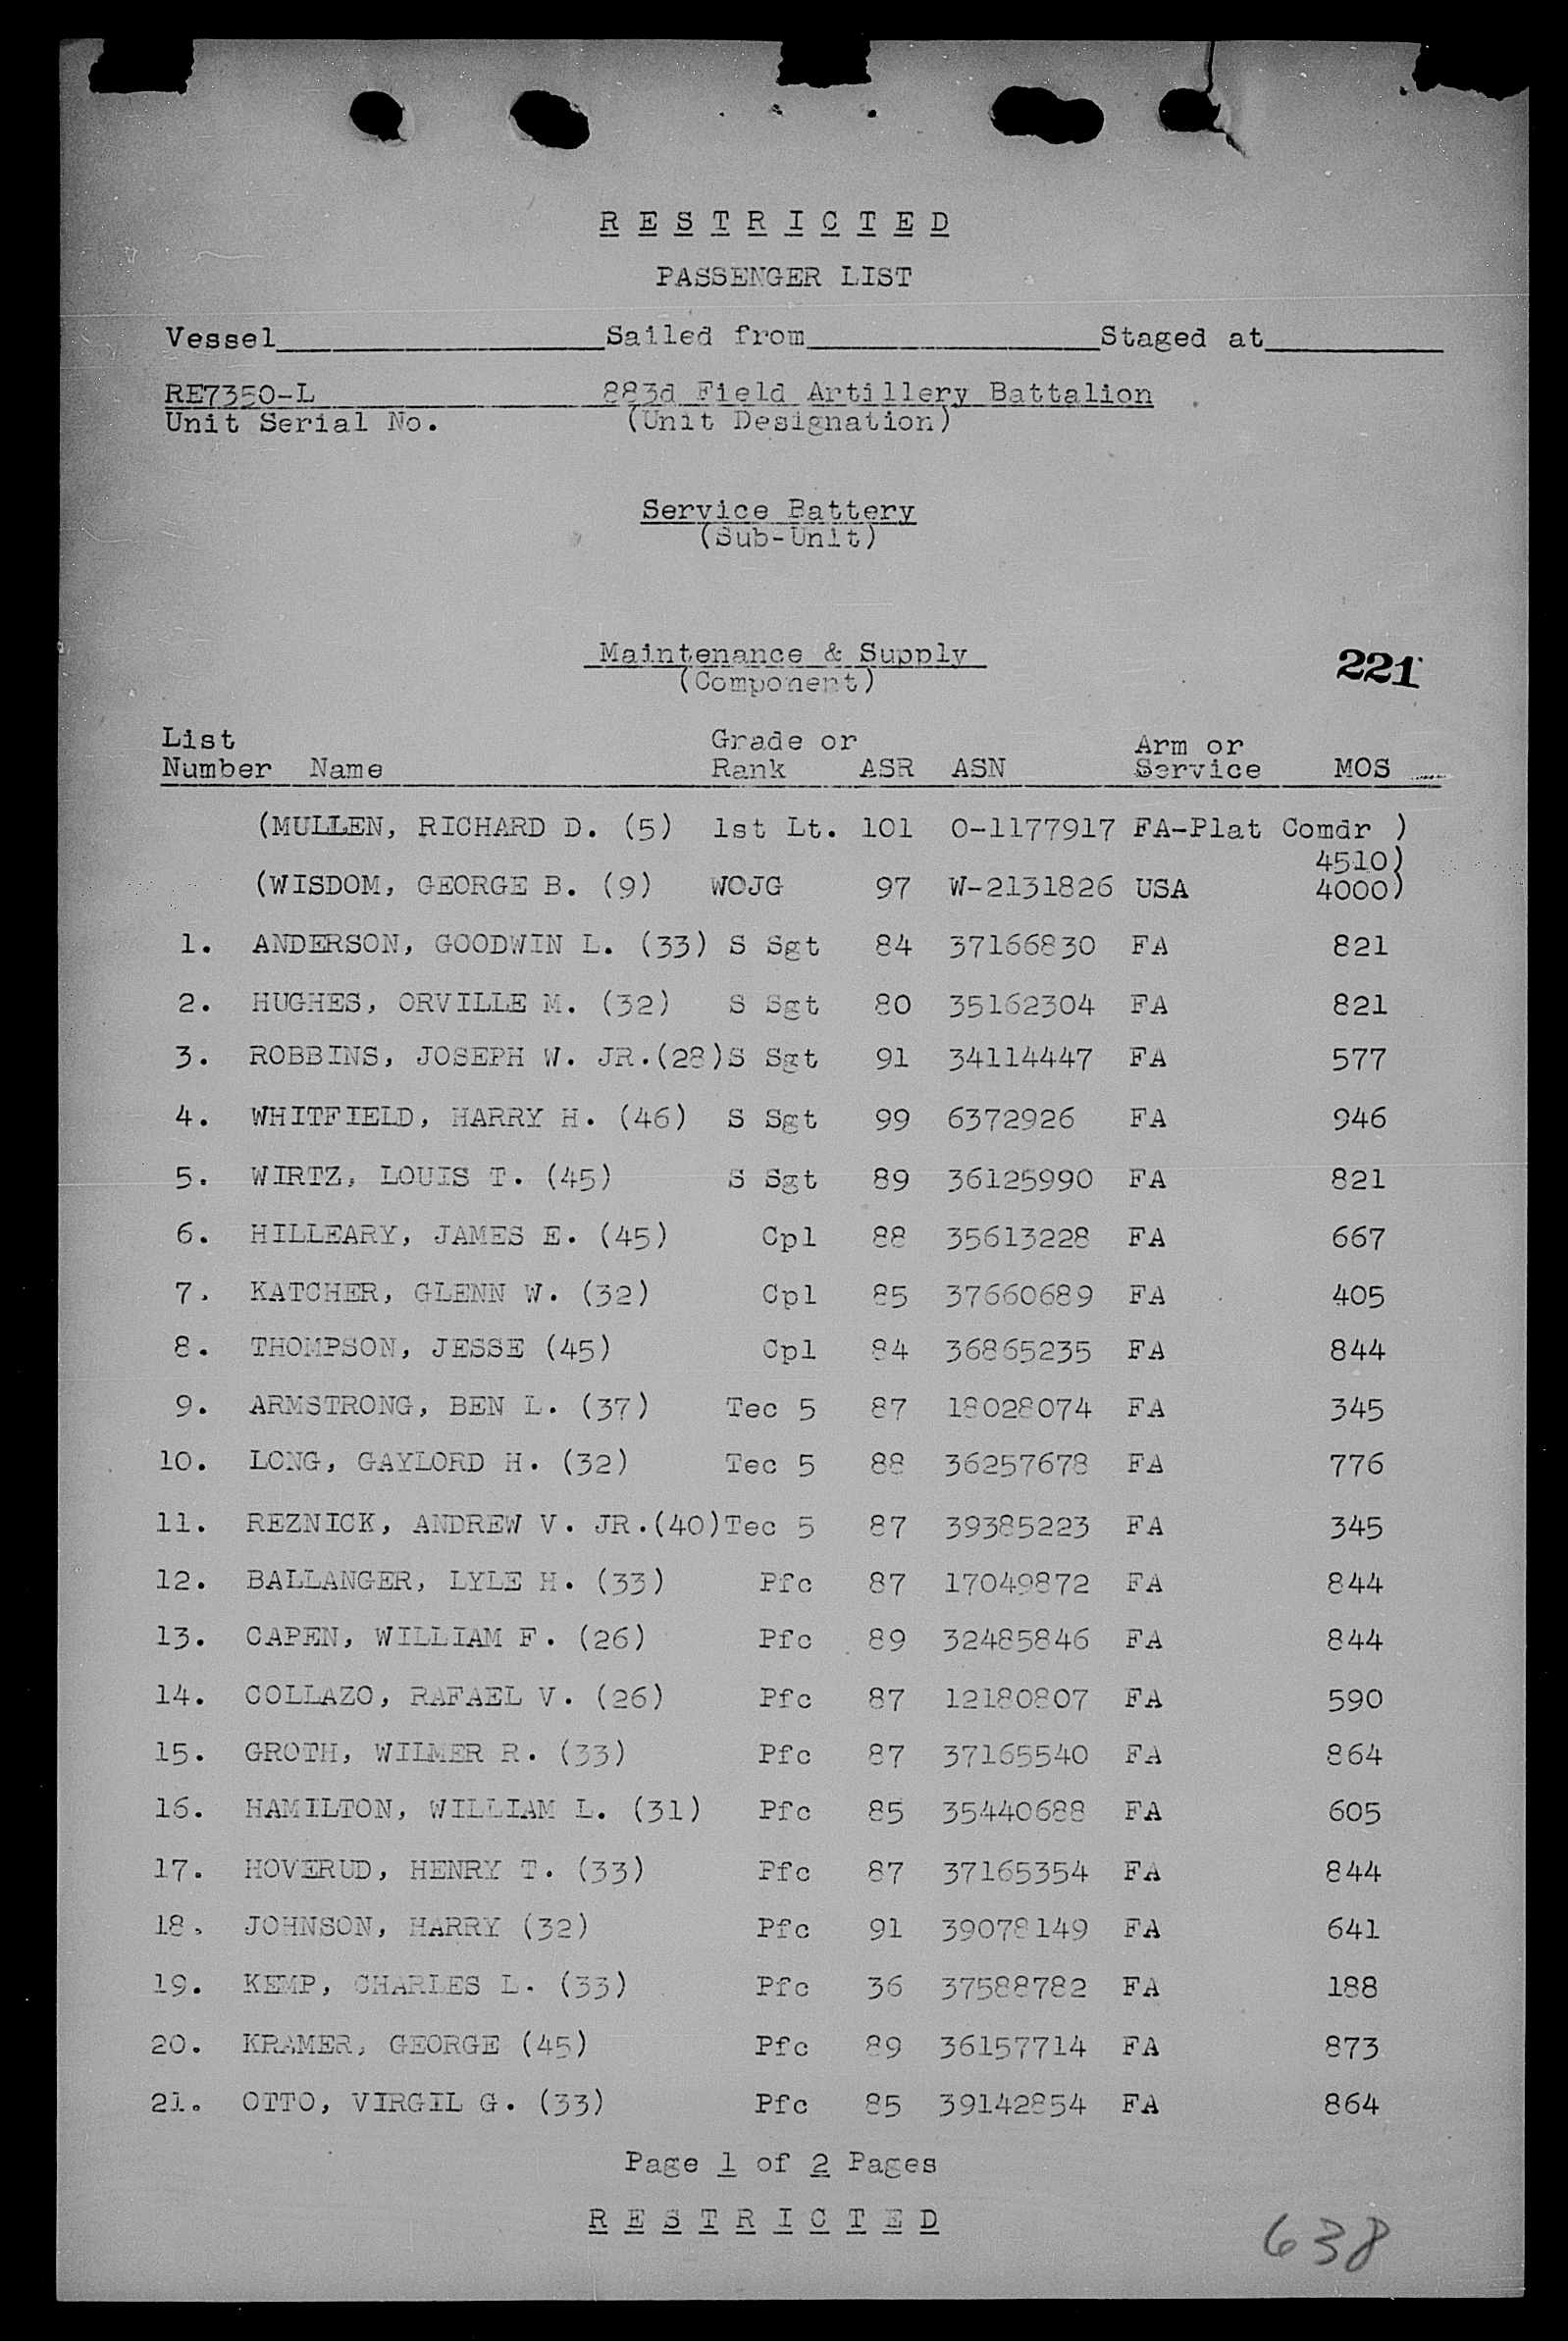 R E S T R I C T E D
PASSENGER LIST
Vessel__________________Sailed from________________Staged at__________
RE7350-L 883d Field Artillery Battalion
Unit Serial No. (Unit Designation)
Service Battery
(Sub-Unit)
Maintenance & Supply
(Component)
221
List Grade or Arm or
Number Name Rank ASR ASN Service MOS
(MULLEN, RICHARD D. (5) 1st Lt. 101 O-1177917 FA-Plat Comdr )
4510)
(WISDOM, GEORGE B. (9) WOJG 97 W-2131826 USA 4000)
1. ANDERSON, GOODWIN L. (33) S Sgt 84 37166830 FA 821
2. HUGHES, ORVILLE M. (32) S Sgt 80 35162304 FA 821
3. ROBBINS, JOSEPH W. JR.(28)S Sgt 91 34114447 FA 577
4. WHITFIELD, HARRY H. (46) S Sgt 99 6372926 FA 946
5. WIRTZ, LOUIS T. (45) S Sgt 89 36125990 FA 821
6. HILLEARY, JAMES E. (45) Cpl 88 35613228 FA 667
7. KATCHER, GLENN W. (32) Cpl 85 37660689 FA 405
8. THOMPSON, JESSE (45) Cpl 84 36865235 FA 844
9. ARMSTRONG, BEN L. (37) Tec 5 87 18028074 FA 345
10. LONG, GAYLORD H. (32) Tec 5 88 36257678 FA 776
11. REZNICK, ANDREW V. JR.(40)Tec 5 87 39385223 FA 345
12. BALLANGER, LYLE H. (33) Pfc 87 17049872 FA 844
13. CAPEN, WILLIAM F. (26) Pfc 89 32485846 FA 844
14. COLLAZO, RAFAEL V. (26) Pfc 87 12180807 FA 590
15. GROTH, WILMER R. (33) Pfc 87 37165540 FA 864
16. HAMILTON, WILLIAM L. (31) Pfc 85 35440688 FA 605
17. HOVERUD, HENRY T. (33) Pfc 87 37165354 FA 844
18. JOHNSON, HARRY (32) Pfc 91 39078149 FA 641
19. KEMP, CHARLES L. (33) Pfc 36 37588782 FA 188
20. KRAMER, GEORGE (45) Pfc 89 36157714 FA 873
21. OTTO, VIRGIL G. (33) Pfc 85 39142854 FA 864
Page 1 of 2 Pages
R E S T R I C T E D
638